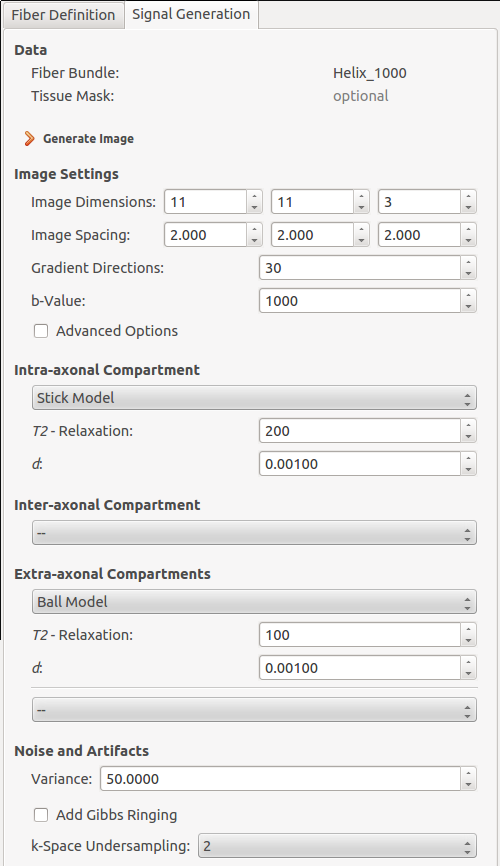 Fiber Definition Signal Generation
Data
Fiber Bundle: Helix_1000
Tissue Mask: optional
Generate Image
Image Settings
Image Dimensions: 11 11 3
Image Spacing: 2.000 2.000 2.000
Gradient Directions: 30
b-Value: 1000
Advanced Options
Intra-axonal Compartment
Stick Model
T2 - Relaxation: 200
d: 0.00100
Inter-axonal Compartment
--
Extra-axonal Compartments
Ball Model
T2 - Relaxation: 100
d: 0.00100
--
Noise and Artifacts
Variance: 50.0000
Add Gibbs Ringing
k-Space Undersampling: 2